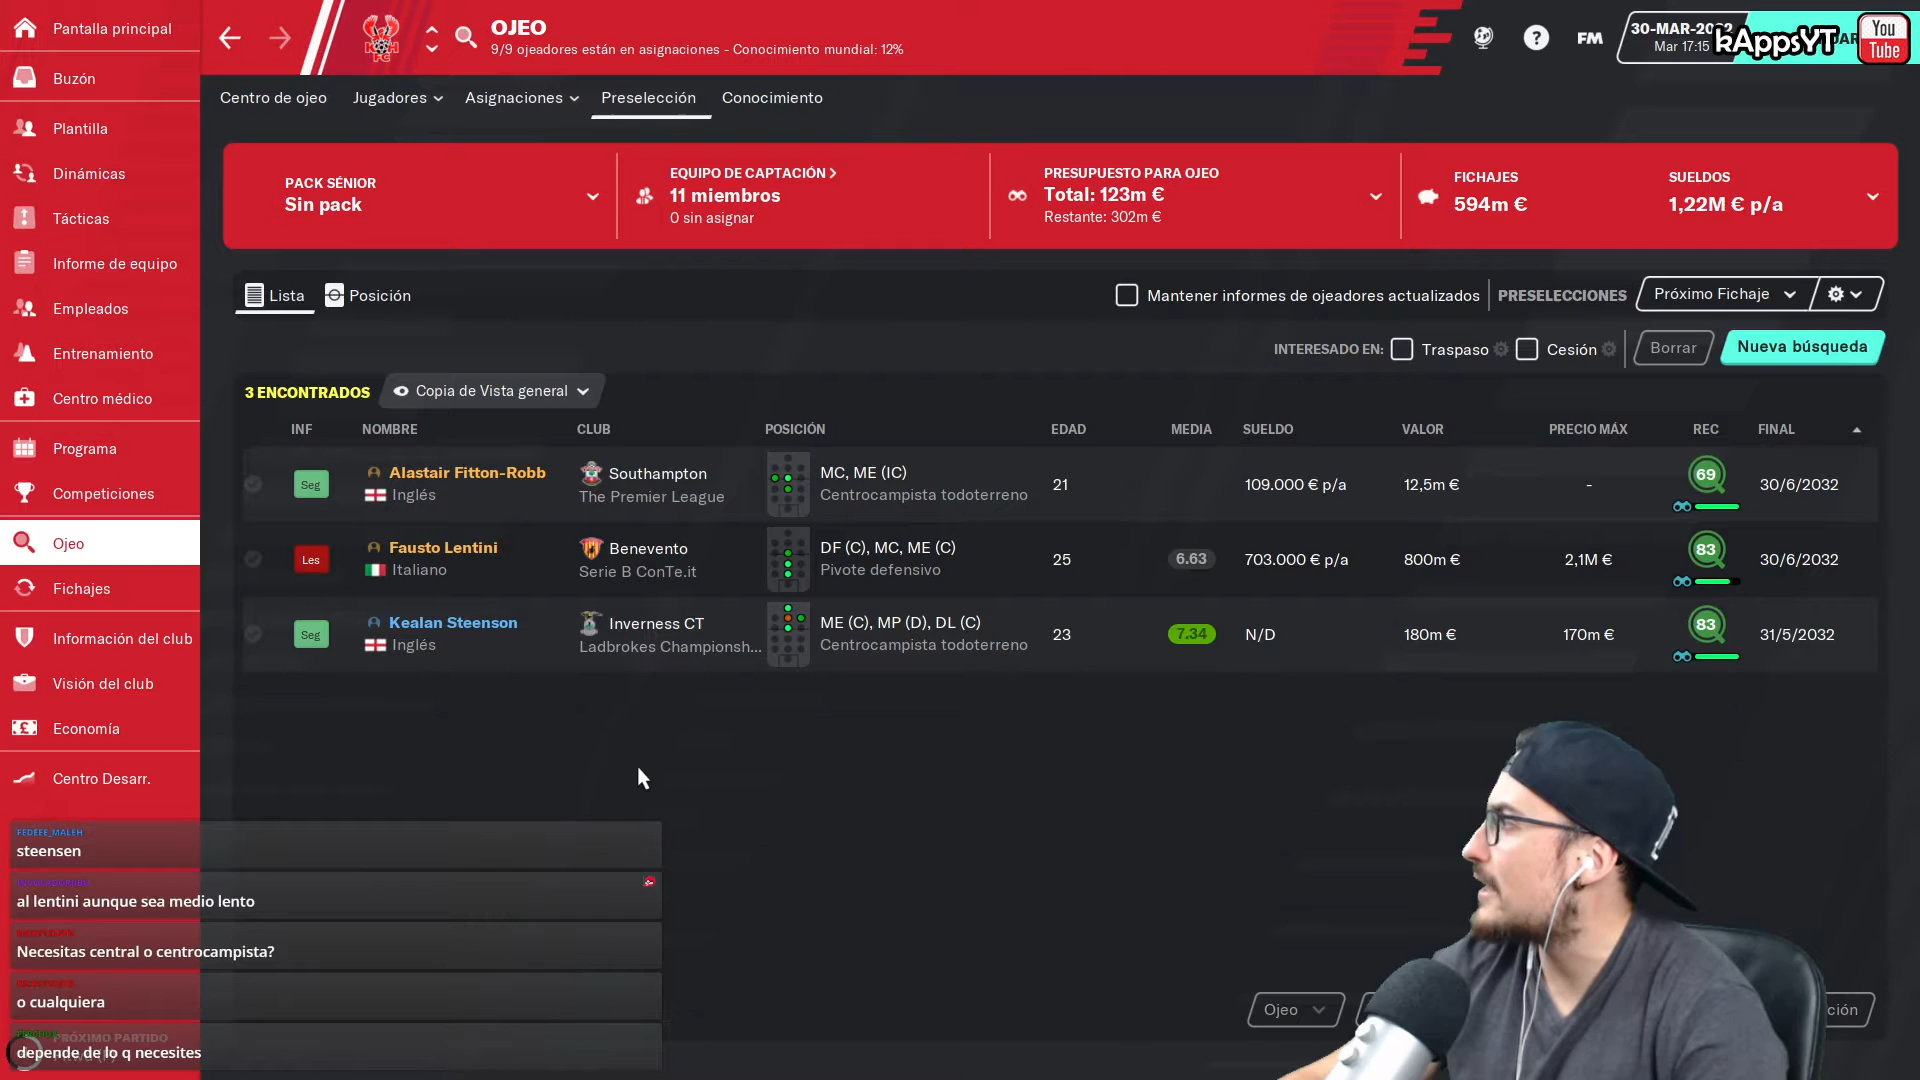 Pantalla principal
Buzón
Plantilla
Dinámicas
Tácticas
Informe de equipo
Empleados
Entrenamiento
Centro médico
Programa
Competiciones
Ojeo
Fichajes
Información del club
Visión del club
Economía
Centro Desarr.
OJEO
9/9 ojeadores están en asignaciones - Conocimiento mundial: 12%
FM
Mar 17:15
kAppsYT
You
Tube
Centro de ojeo
Jugadores
Asignaciones
Preselección
Conocimiento
PACK SÉNIOR
Sin pack
EQUIPO DE CAPTACIÓN
11 miembros
0 sin asignar
PRESUPUESTO PARA OJEO
Total: 123m €
Restante: 302m €
FICHAJES
594m €
SUELDOS
1,22M € p/a
Lista
Posición
Mantener informes de ojeadores actualizados
PRESELECCIONES
Próximo Fichaje
INTERESADO EN:
Traspaso
Cesión
Borrar
Nueva búsqueda
3 ENCONTRADOS
Copia de Vista general
INF NOMBRE CLUB POSICIÓN EDAD MEDIA SUELDO VALOR PRECIO MÁX REC FINAL
Seg Alastair Fitton-Robb Southampton MC, ME (IC) 21 109.000 € p/a 12,5m € - 69 30/6/2032
Inglés The Premier League Centrocampista todoterreno
Les Fausto Lentini Benevento DF (C), MC, ME (C) 25 6.63 703.000 € p/a 800m € 2,1M € 83 30/6/2032
Italiano Serie B ConTe.it Pivote defensivo
Seg Kealan Steenson Inverness CT ME (C), MP (D), DL (C) 23 7.34 N/D 180m € 170m € 83 31/5/2032
Inglés Ladbrokes Championsh... Centrocampista todoterreno
FEDEEE_MALEH
steensen
al lentini aunque sea medio lento
Necesitas central o centrocampista?
o cualquiera
PRÓXIMO PARTIDO
depende de lo q necesites
Ojeo
ción